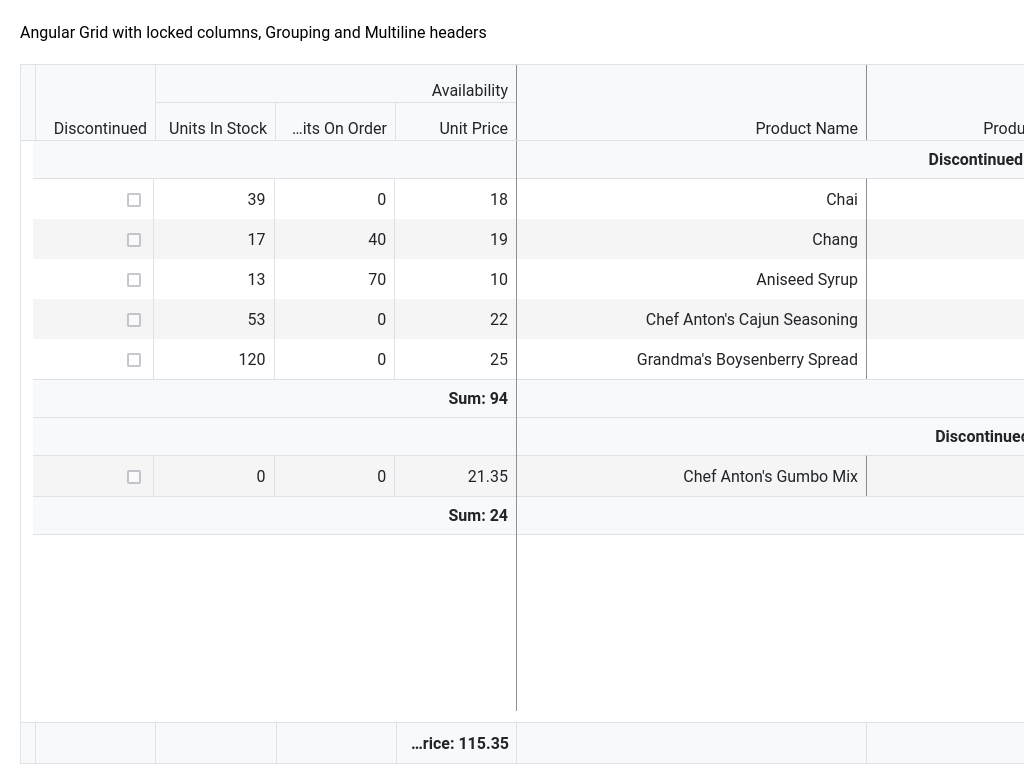 Angular Grid with locked columns, Grouping and Multiline headers
Availability
Discontinued Units In Stock ...its On Order Unit Price Product Name Produ
Discontinued
39 0 18 Chai
17 40 19 Chang
13 70 10 Aniseed Syrup
53 0 22 Chef Anton's Cajun Seasoning
120 0 25 Grandma's Boysenberry Spread
Sum: 94
Discontinued
0 0 21.35 Chef Anton's Gumbo Mix
Sum: 24
...rice: 115.35